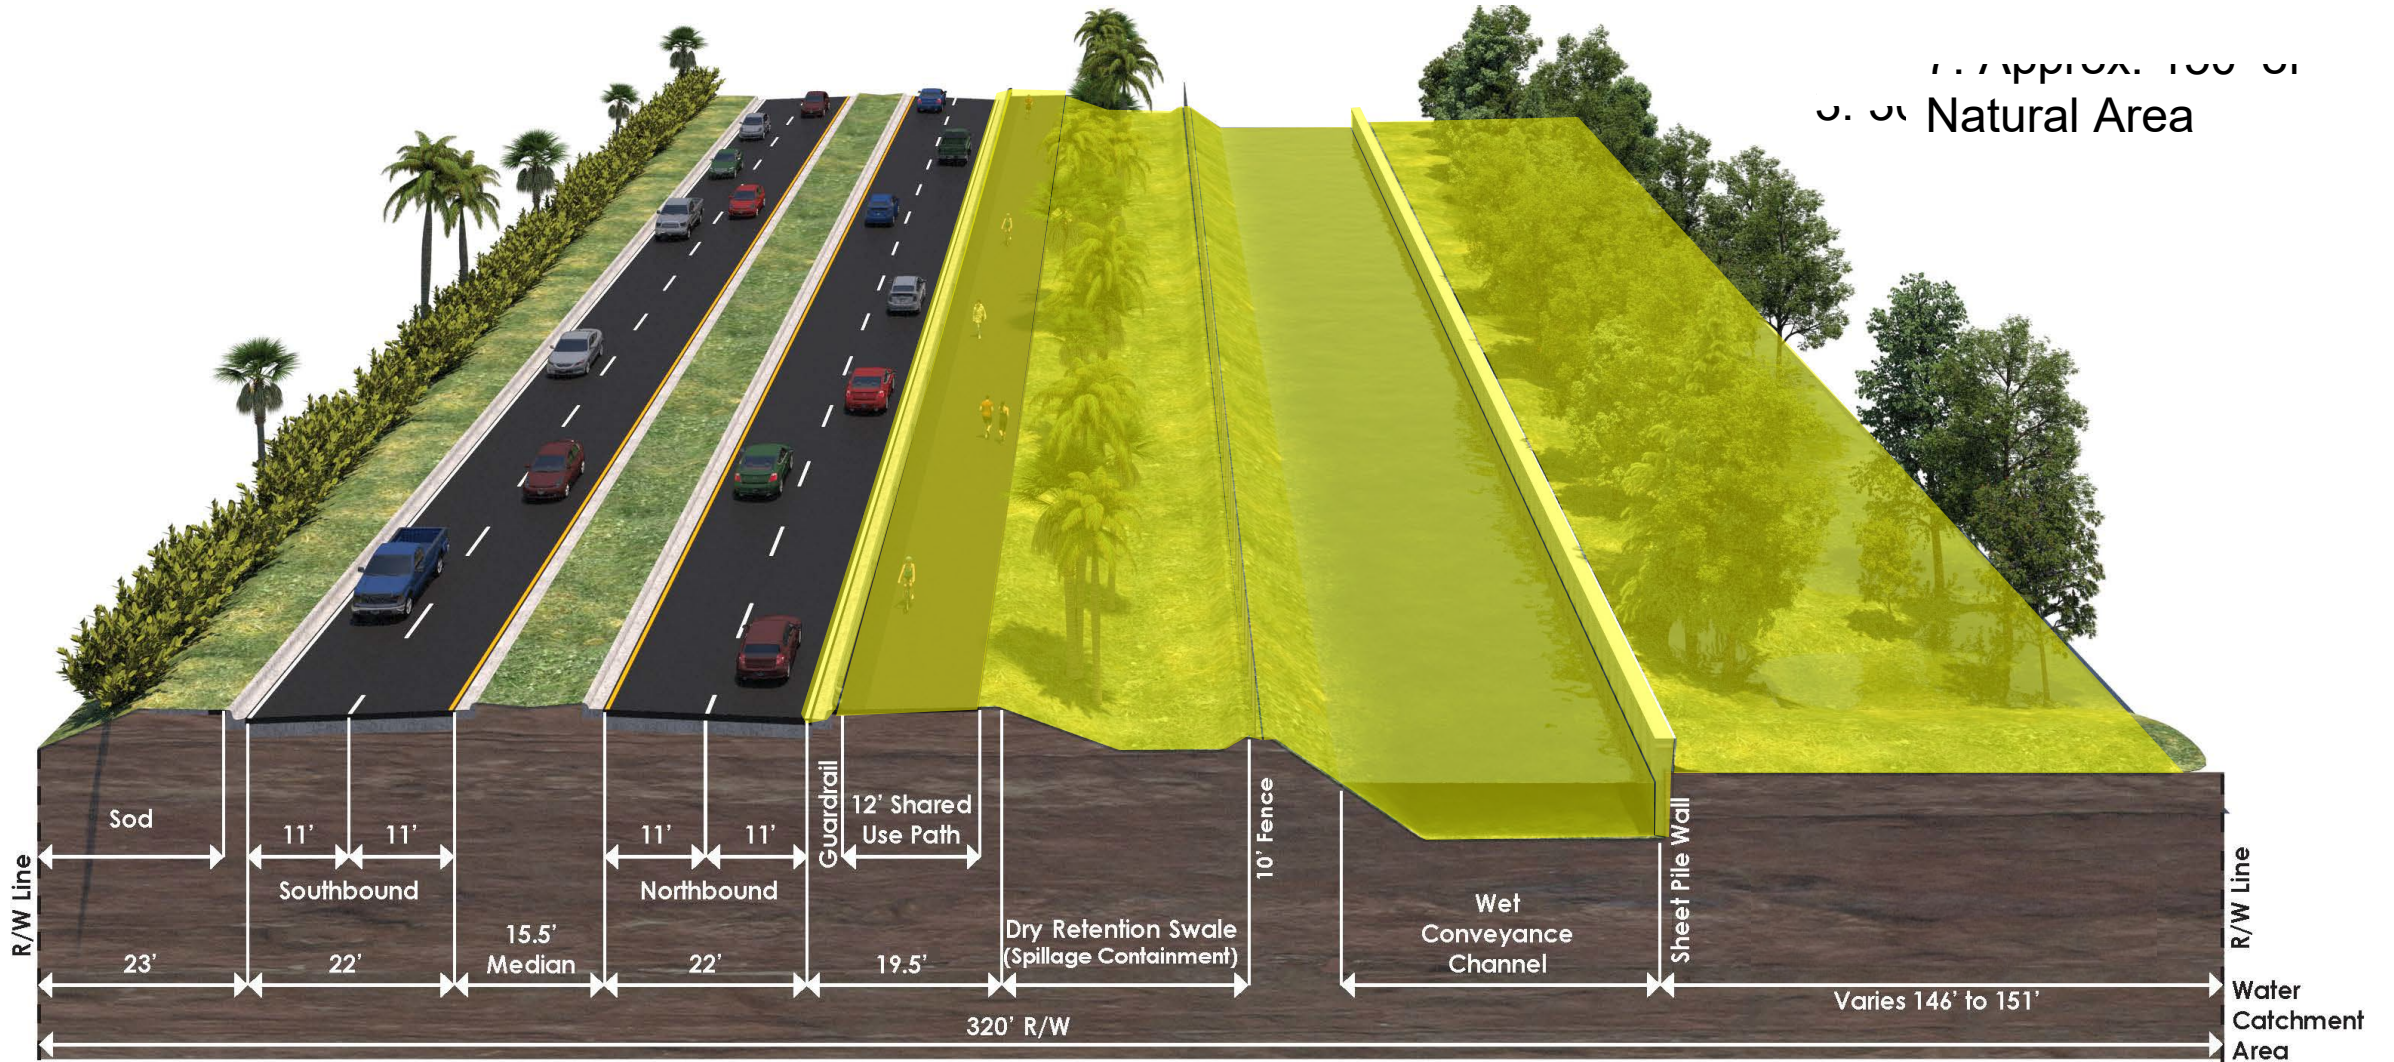 Natural Area
Sod
11’
11’
Southbound
11’
11’
Northbound
Guardrail
12’ Shared
Use Path
10’ Fence
Sheet Pile Wall
R/W Line
R/W Line
23’
22’
15.5’
Median
22’
19.5’
Dry Retention Swale
(Spillage Containment)
Wet
Conveyance
Channel
Varies 146’ to 151’
Water
Catchment
Area
320’ R/W